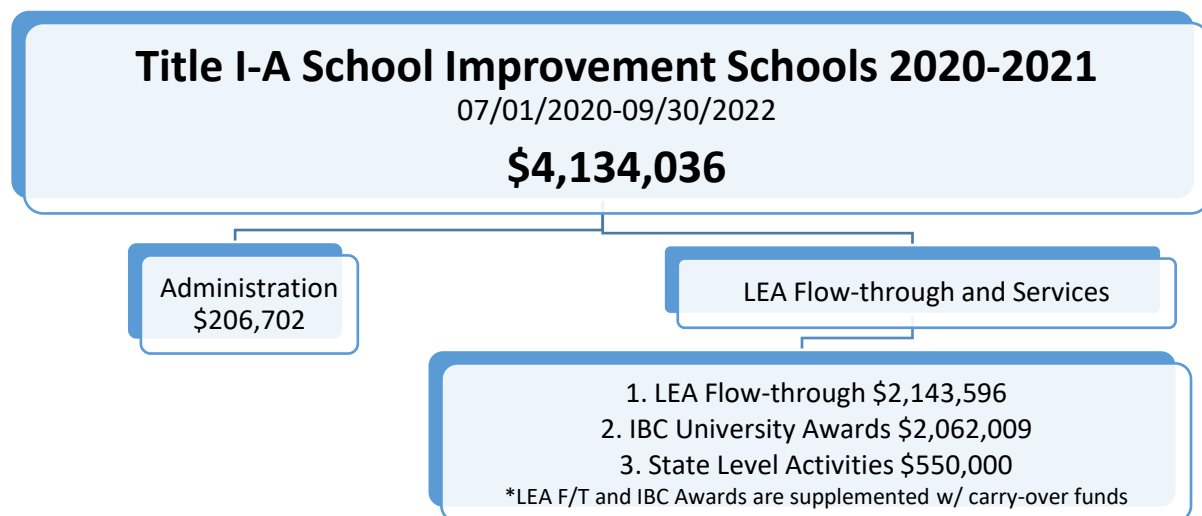 Title I-A School Improvement Schools 2020-2021
07/01/2020-09/30/2022
$4,134,036
Administration
$206,702
LEA Flow-through and Services
1. LEA Flow-through $2,143,596
2. IBC University Awards $2,062,009
3. State Level Activities $550,000
*LEA F/T and IBC Awards are supplemented w/ carry-over funds